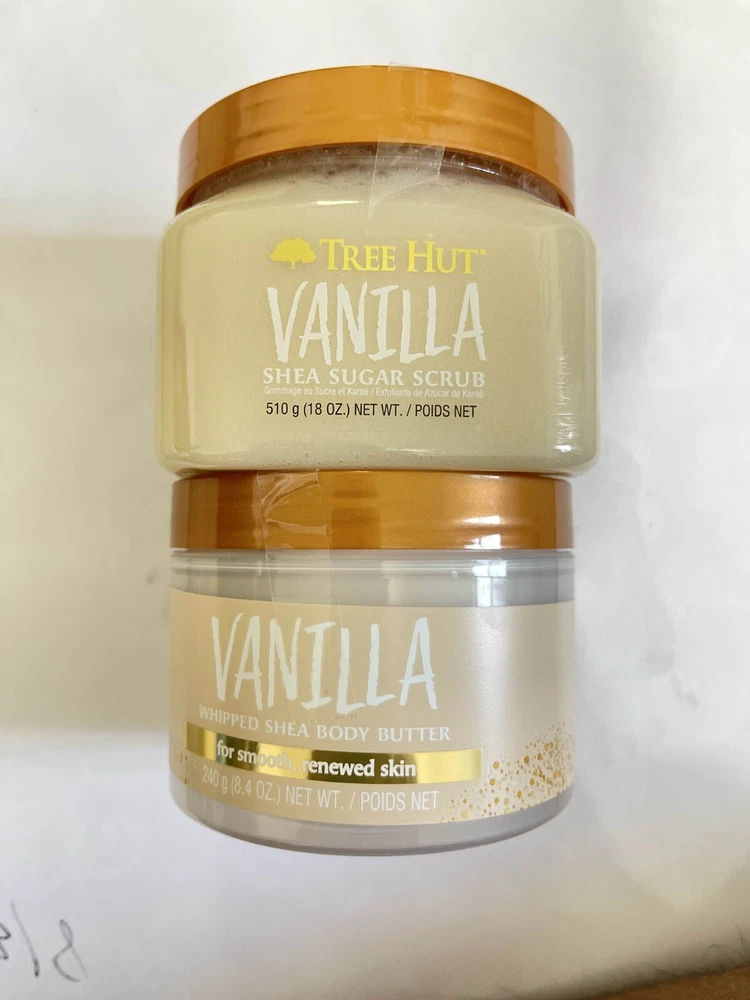 TREE HUT
VANILLA
SHEA SUGAR SCRUB
Gommage au Sucre et Karité / Exfoliante de Azúcar de Karité
510 g (18 OZ.) NET WT. / POIDS NET
VANILLA
WHIPPED SHEA BODY BUTTER
for smooth, renewed skin
240 g (8.4 OZ.) NET WT. / POIDS NET